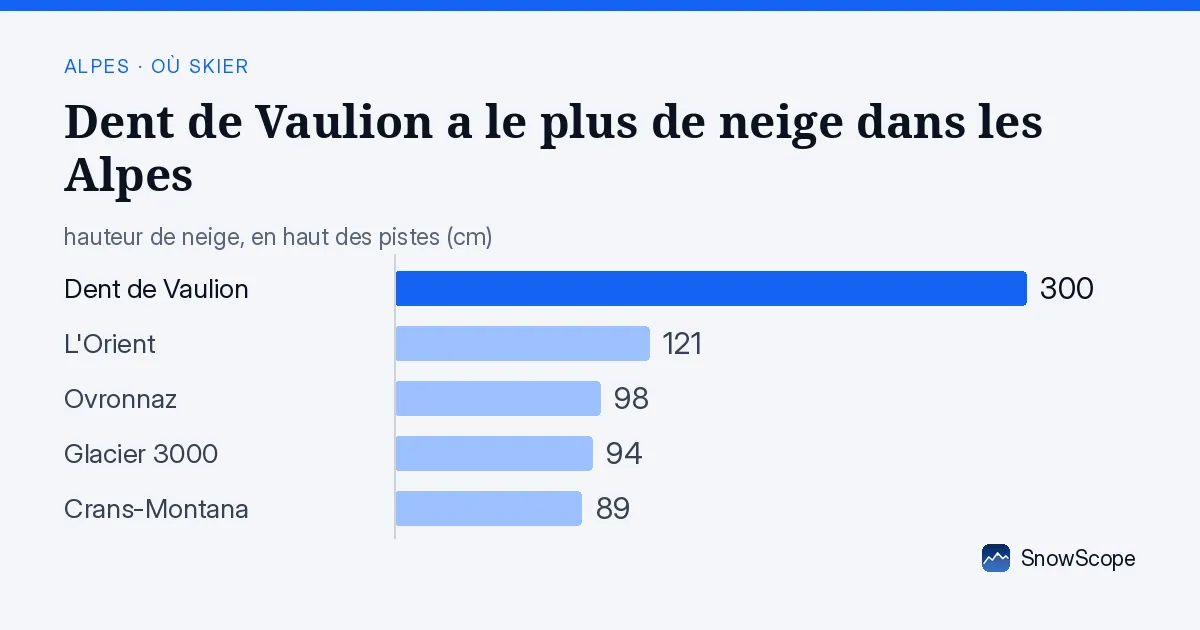 ALPES · OÙ SKIER
Dent de Vaulion a le plus de neige dans les
Alpes
hauteur de neige, en haut des pistes (cm)
Dent de Vaulion 300
L'Orient 121
Ovronnaz 98
Glacier 3000 94
Crans-Montana 89
SnowScope